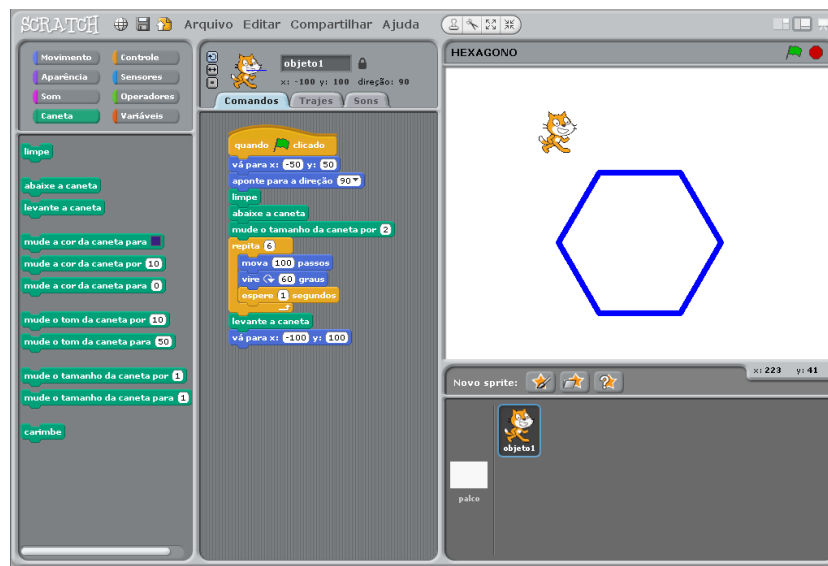 SCRATCH Arquivo Editar Compartilhar Ajuda
Movimento Controle
Aparência Sensores
Som Operadores
Caneta Variáveis
limpe
abaixe a caneta
levante a caneta
mude a cor da caneta para
mude a cor da caneta por 10
mude a cor da caneta para 0
mude o tom da caneta por 10
mude o tom da caneta para 50
mude o tamanho da caneta por 1
mude o tamanho da caneta para 1
carimbe
objeto1
x: -100 y: 100 direção: 90
Comandos Trajes Sons
quando clicado
vá para x: -50 y: 50
aponte para a direção 90
limpe
abaixe a caneta
mude o tamanho da caneta por 2
repita 6
mova 100 passos
vire 60 graus
espere 1 segundos
levante a caneta
vá para x: -100 y: 100
HEXAGONO
x: 223 y: 41
Novo sprite:
objeto1
palco